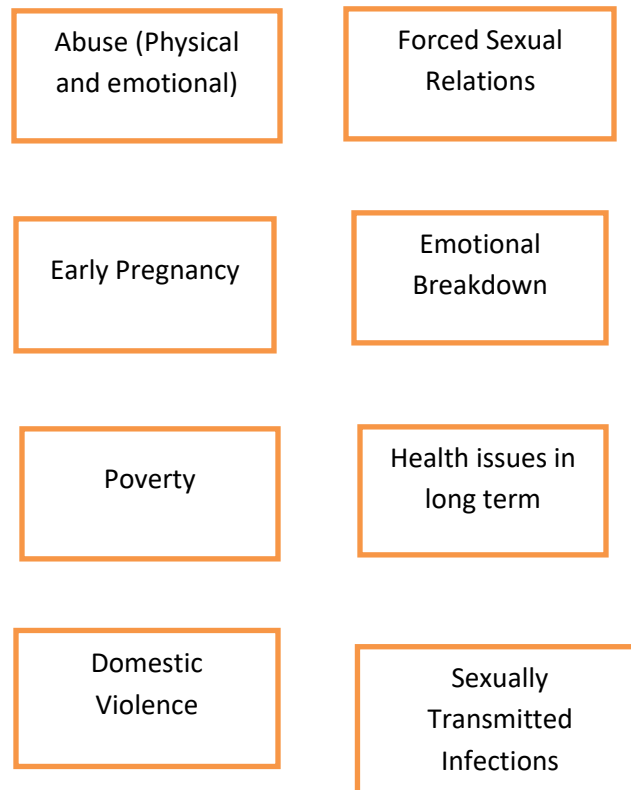 Abuse (Physical
and emotional)
Forced Sexual
Relations
Early Pregnancy
Emotional
Breakdown
Poverty
Health issues in
long term
Domestic
Violence
Sexually
Transmitted
Infections